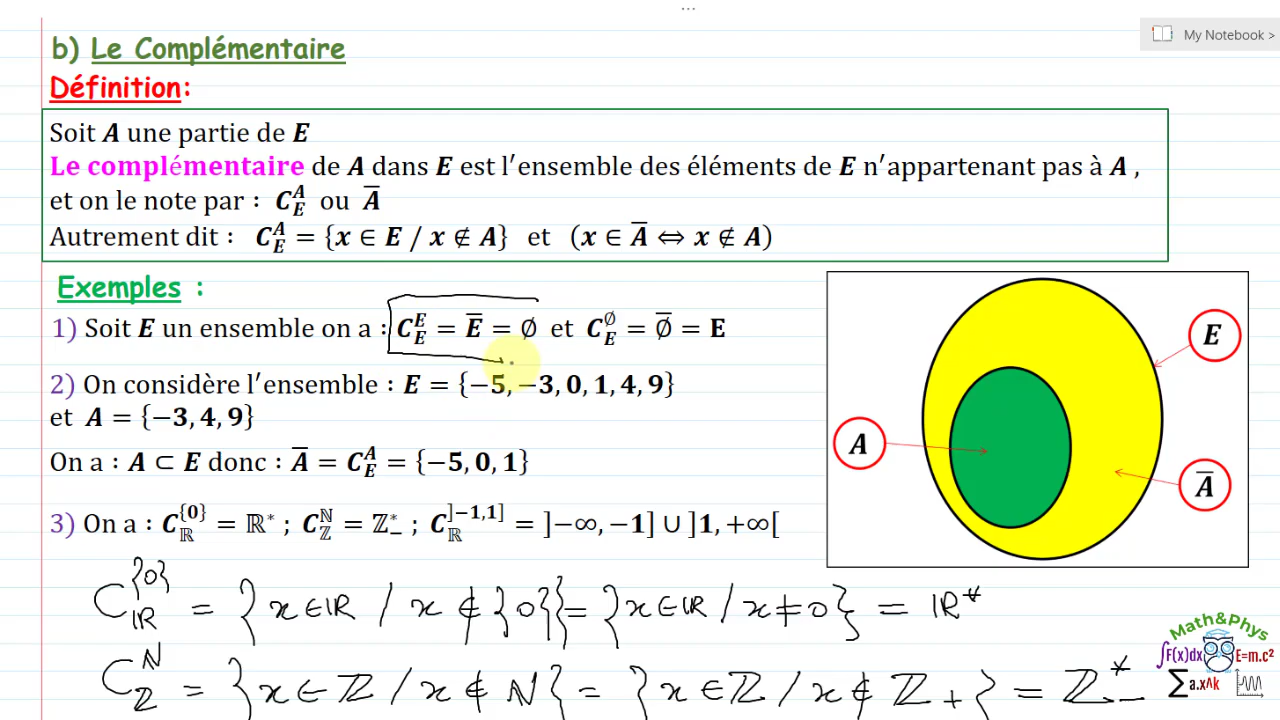 ...
My Notebook >
b) Le Complémentaire
Définition:
Soit A une partie de E
Le complémentaire de A dans E est l'ensemble des éléments de E n'appartenant pas à A ,
et on le note par : C_E^A ou A̅
Autrement dit : C_E^A = {x ∈ E / x ∉ A} et (x ∈ A̅ ⇔ x ∉ A)
Exemples :
1) Soit E un ensemble on a : C_E^E = E̅ = ∅ et C_E^∅ = ∅̅ = E
2) On considère l'ensemble : E = {−5, −3, 0, 1, 4, 9}
et A = {−3, 4, 9}
On a : A ⊂ E donc : A̅ = C_E^A = {−5, 0, 1}
3) On a : C_ℝ^{0} = ℝ* ; C_ℤ^ℕ = ℤ*₋ ; C_ℝ^]−1,1] = ]−∞, −1] ∪ ]1, +∞[
E
A
A̅
C_ℝ^{0} = {x ∈ ℝ / x ∉ {0}} = {x ∈ ℝ / x ≠ 0} = ℝ*
C_ℤ^ℕ = {x ∈ ℤ / x ∉ ℕ} = {x ∈ ℤ / x ∉ ℤ₊} = ℤ*₋
Math&Phys
∫F(x)dx E=m.c²
∑a.x^k